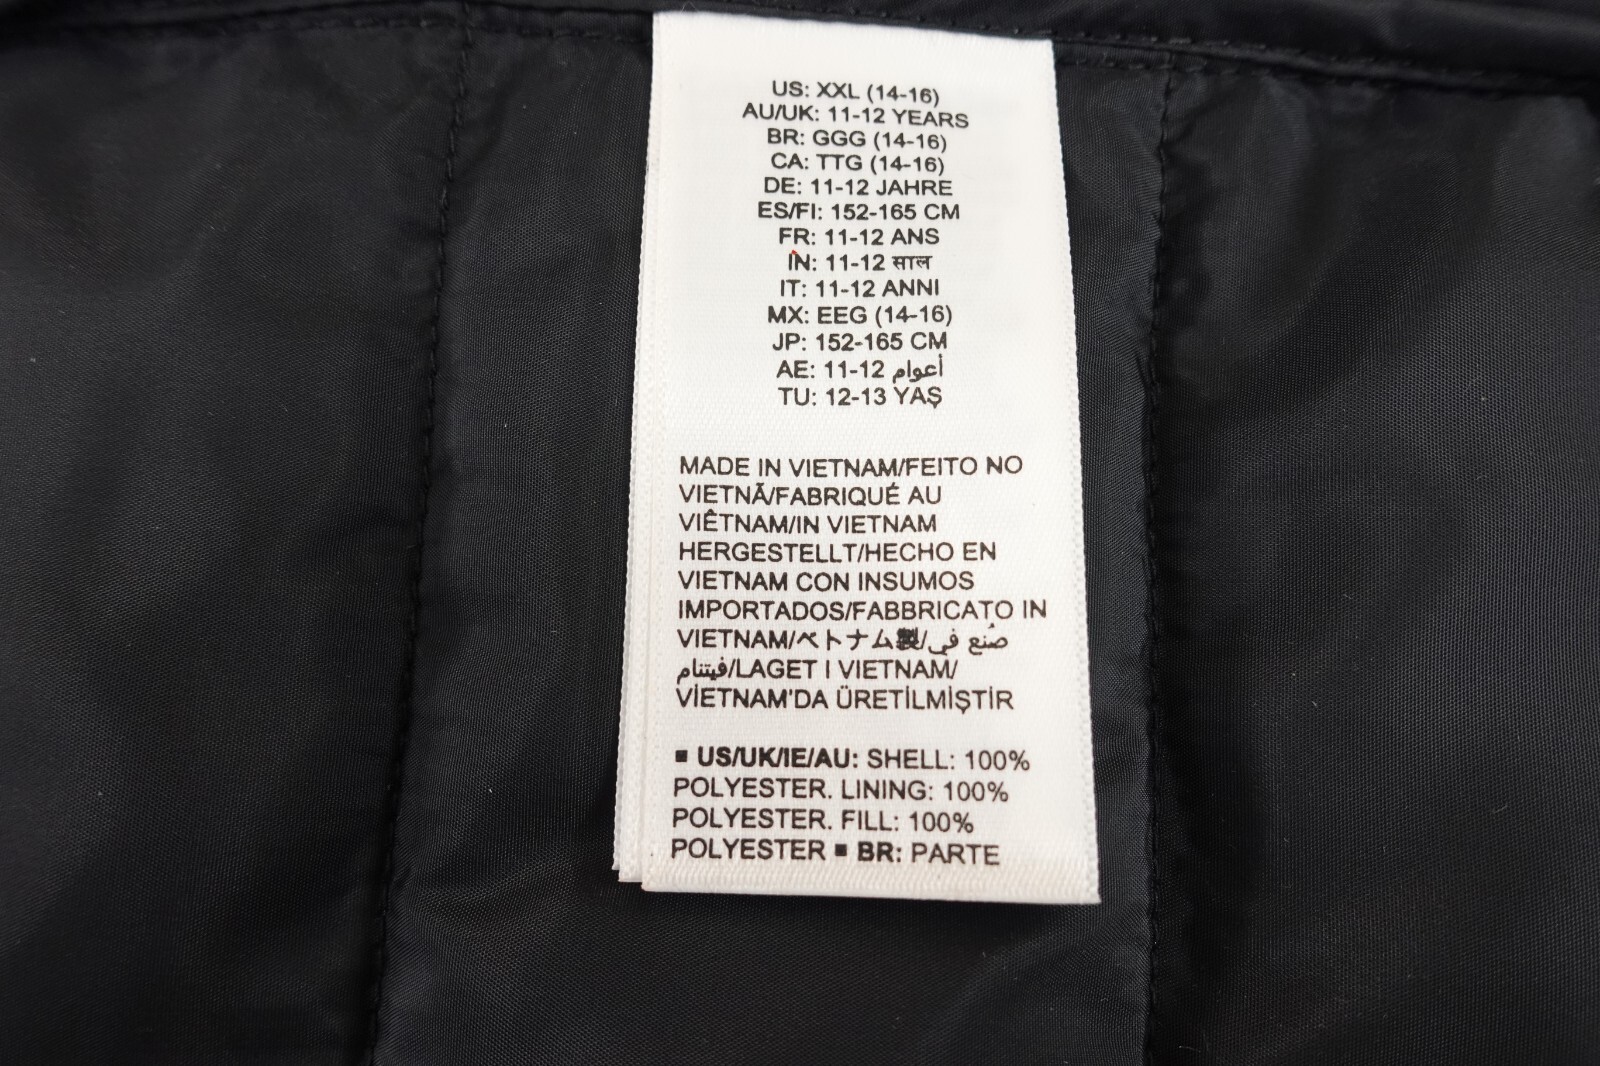 US: XXL (14-16)
AU/UK: 11-12 YEARS
BR: GGG (14-16)
CA: TTG (14-16)
DE: 11-12 JAHRE
ES/FI: 152-165 CM
FR: 11-12 ANS
IN: 11-12 साल
IT: 11-12 ANNI
MX: EEG (14-16)
JP: 152-165 CM
AE: 11-12 أعوام
TU: 12-13 YAŞ
MADE IN VIETNAM/FEITO NO
VIETNÃ/FABRIQUÉ AU
VIÊTNAM/IN VIETNAM
HERGESTELLT/HECHO EN
VIETNAM CON INSUMOS
IMPORTADOS/FABBRICATO IN
VIETNAM/ベトナム製/صُنع في
فيتنام/LAGET I VIETNAM/
VİETNAM'DA ÜRETİLMİŞTİR
▪ US/UK/IE/AU: SHELL: 100%
POLYESTER. LINING: 100%
POLYESTER. FILL: 100%
POLYESTER ▪ BR: PARTE